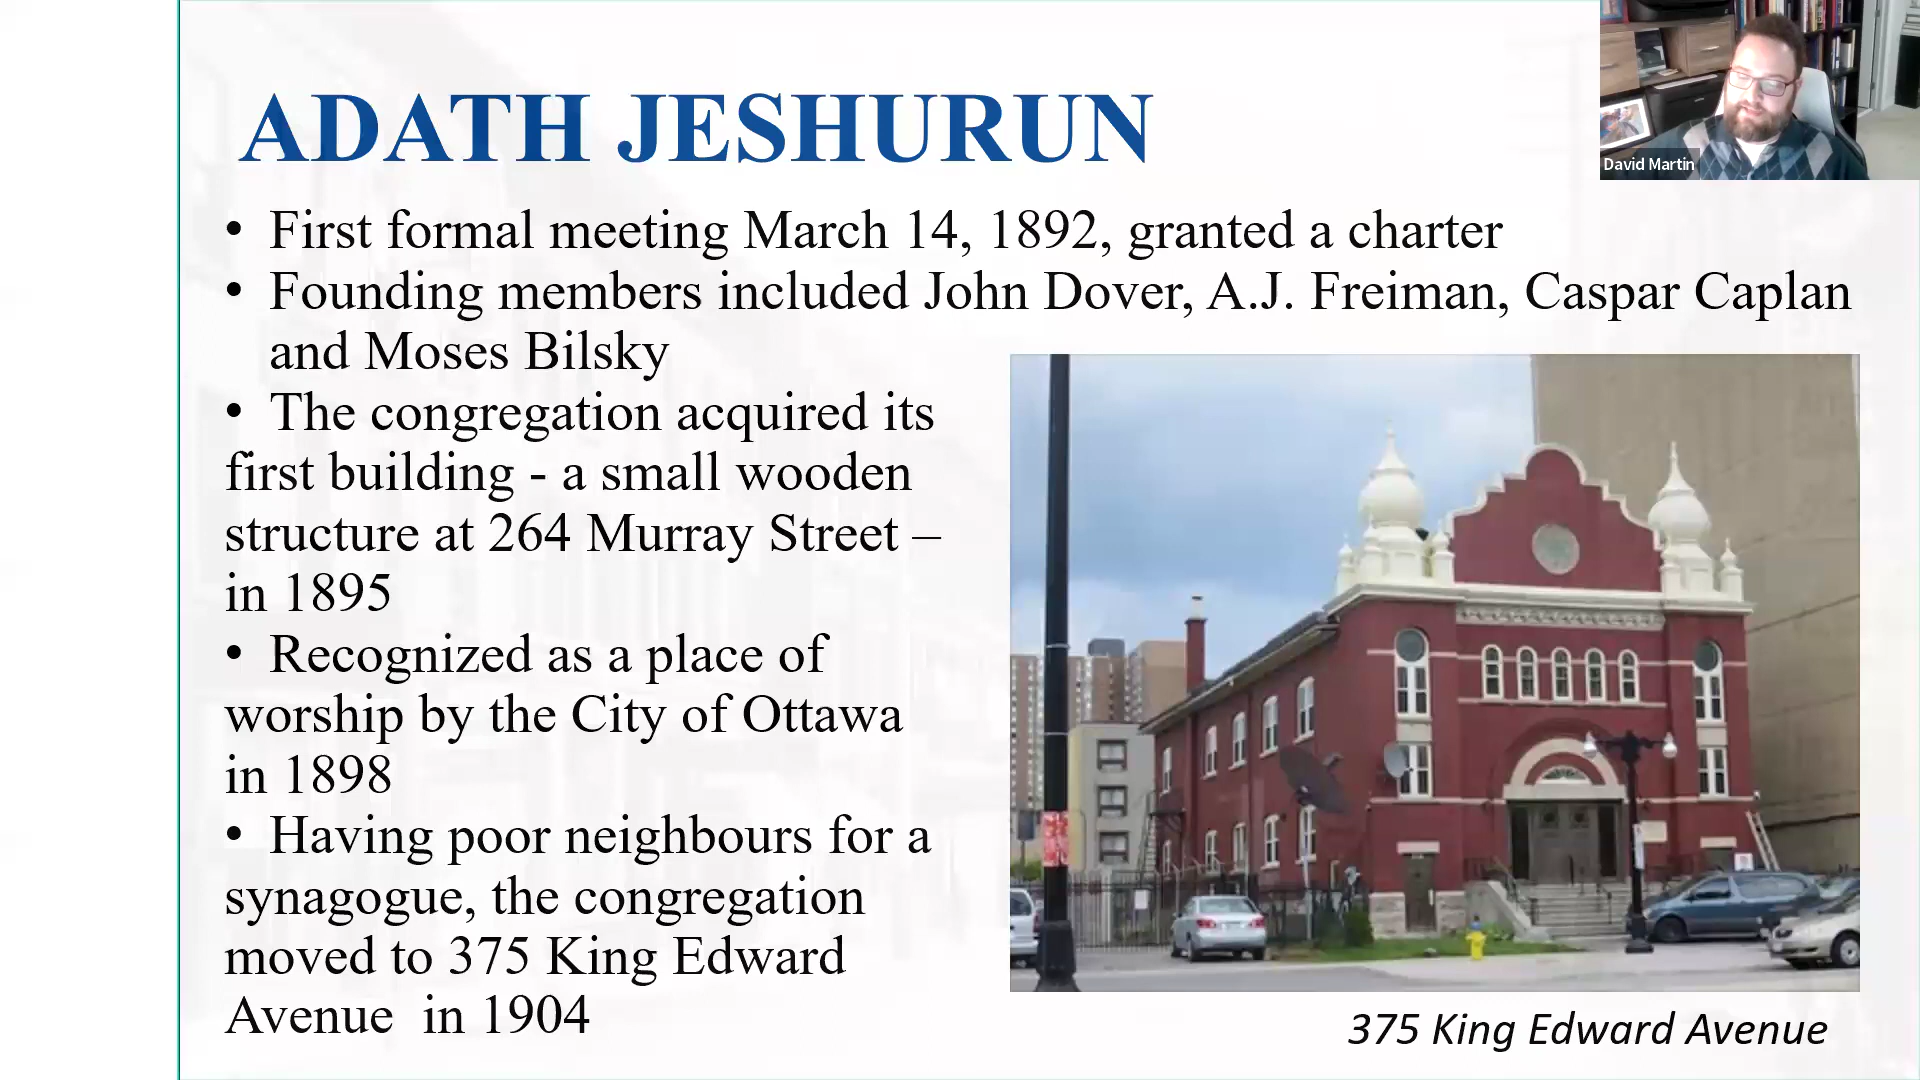 ADATH JESHURUN
David Martin
• First formal meeting March 14, 1892, granted a charter
• Founding members included John Dover, A.J. Freiman, Caspar Caplan
and Moses Bilsky
• The congregation acquired its
first building - a small wooden
structure at 264 Murray Street –
in 1895
• Recognized as a place of
worship by the City of Ottawa
in 1898
• Having poor neighbours for a
synagogue, the congregation
moved to 375 King Edward
Avenue  in 1904
375 King Edward Avenue